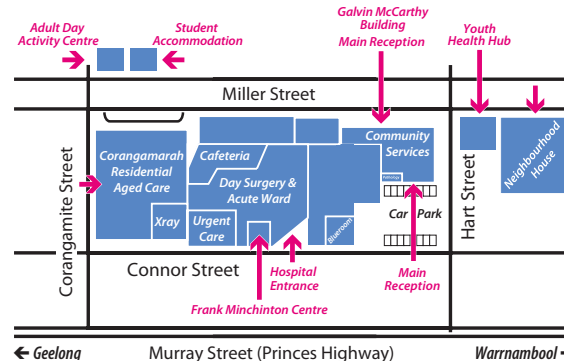 Adult Day
Activity Centre
Student
Accommodation
Galvin McCarthy
Building
Main Reception
Youth
Health Hub
Miller Street
Corangamite Street
Corangamarah
Residential
Aged Care
Cafeteria
Community
Services
Pathology
Day Surgery &
Acute Ward
Xray
Urgent
Care
Blueroom
Car Park
Hart Street
Neighbourhood
House
Connor Street
Hospital
Entrance
Main
Reception
Frank Minchinton Centre
← Geelong
Murray Street (Princes Highway)
Warrnambool